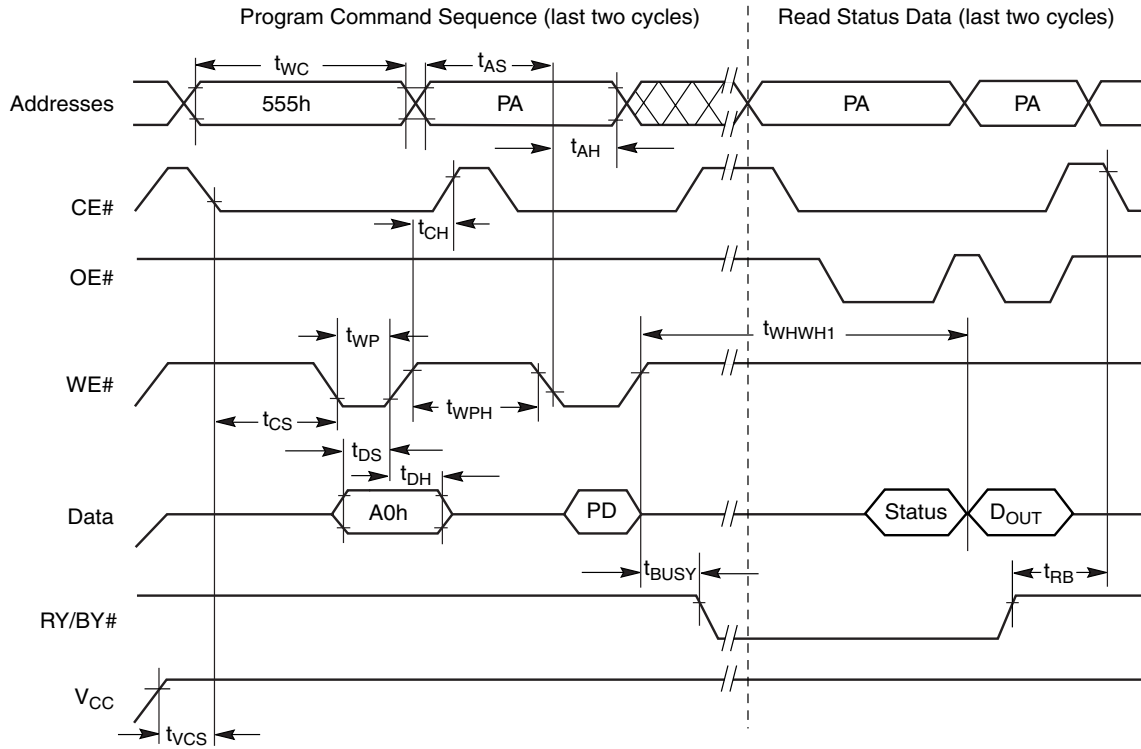 Program Command Sequence (last two cycles) Read Status Data (last two cycles)
tWC tAS
Addresses 555h PA PA PA
tAH
CE#
tCH
OE#
tWP tWHWH1
WE#
tCS tWPH
tDS
tDH
Data A0h PD Status DOUT
tBUSY tRB
RY/BY#
VCC
tVCS